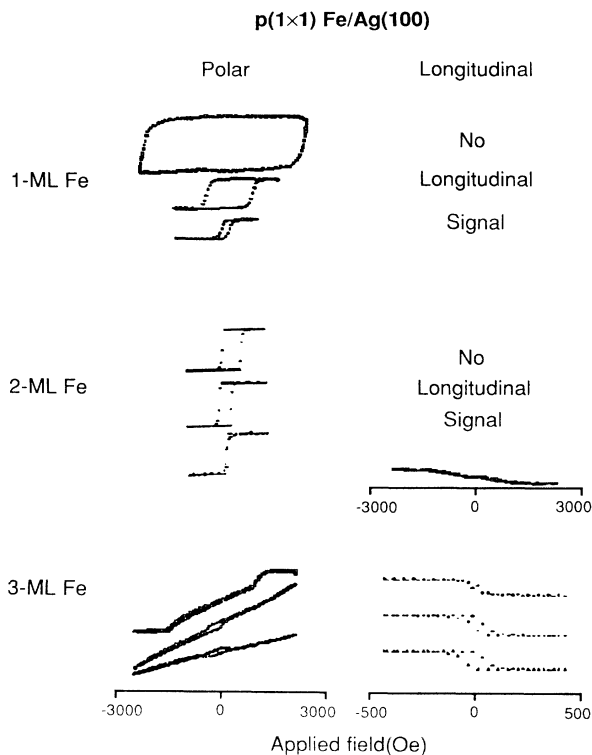 p(1×1) Fe/Ag(100)
Polar
Longitudinal
1-ML Fe
No
Longitudinal
Signal
2-ML Fe
No
Longitudinal
Signal
-3000 0 3000
3-ML Fe
-3000 0 3000
-500 0 500
Applied field(Oe)